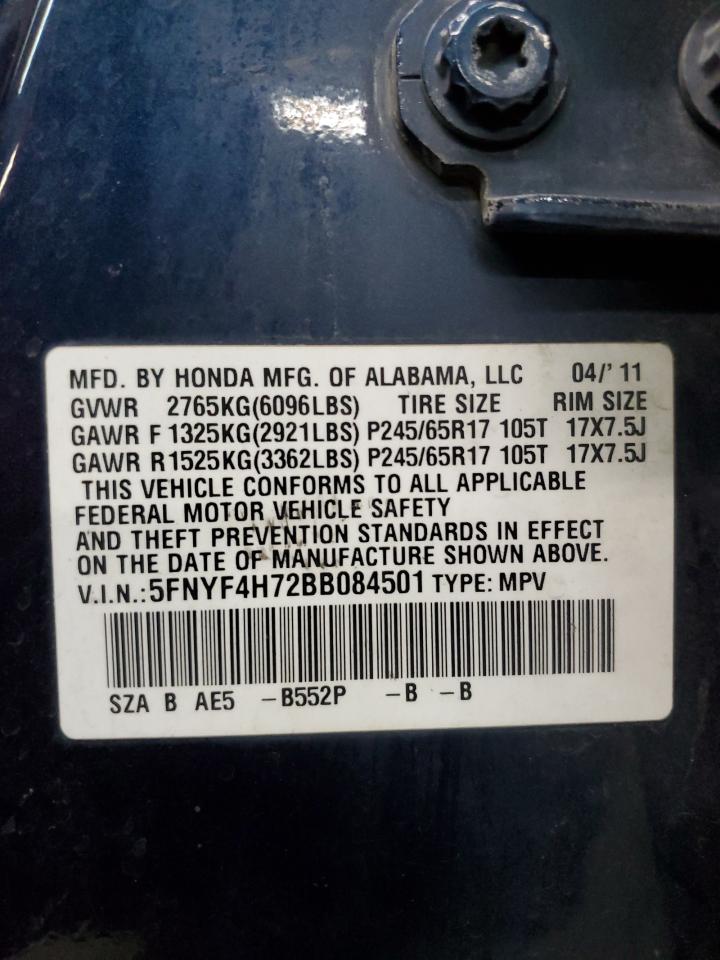 MFD. BY HONDA MFG. OF ALABAMA, LLC 04/' 11
GVWR 2765KG(6096LBS) TIRE SIZE RIM SIZE
GAWR F 1325KG(2921LBS) P245/65R17 105T 17X7.5J
GAWR R 1525KG(3362LBS) P245/65R17 105T 17X7.5J
THIS VEHICLE CONFORMS TO ALL APPLICABLE
FEDERAL MOTOR VEHICLE SAFETY
AND THEFT PREVENTION STANDARDS IN EFFECT
ON THE DATE OF MANUFACTURE SHOWN ABOVE.
V.I.N.:5FNYF4H72BB084501 TYPE: MPV
SZA B AE5 -B552P -B -B